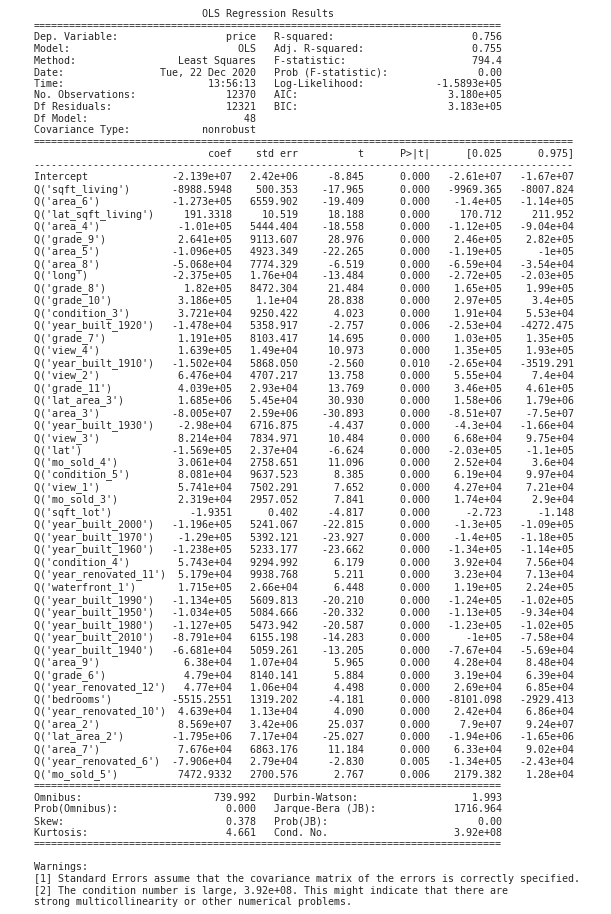 OLS Regression Results
==============================================================================
Dep. Variable:                  price   R-squared:                       0.756
Model:                            OLS   Adj. R-squared:                  0.755
Method:                 Least Squares   F-statistic:                     794.4
Date:                Tue, 22 Dec 2020   Prob (F-statistic):               0.00
Time:                        13:56:13   Log-Likelihood:            -1.5893e+05
No. Observations:               12370   AIC:                         3.180e+05
Df Residuals:                   12321   BIC:                         3.183e+05
Df Model:                          48
Covariance Type:            nonrobust
==========================================================================================
                             coef    std err          t      P>|t|      [0.025      0.975]
------------------------------------------------------------------------------------------
Intercept              -2.139e+07   2.42e+06     -8.845      0.000   -2.61e+07   -1.67e+07
Q('sqft_living')       -8988.5948    500.353    -17.965      0.000   -9969.365   -8007.824
Q('area_6')            -1.273e+05   6559.902    -19.409      0.000    -1.4e+05   -1.14e+05
Q('lat_sqft_living')     191.3318     10.519     18.188      0.000     170.712     211.952
Q('area_4')             -1.01e+05   5444.404    -18.558      0.000   -1.12e+05   -9.04e+04
Q('grade_9')            2.641e+05   9113.607     28.976      0.000    2.46e+05    2.82e+05
Q('area_5')            -1.096e+05   4923.349    -22.265      0.000   -1.19e+05      -1e+05
Q('area_8')            -5.068e+04   7774.329     -6.519      0.000   -6.59e+04   -3.54e+04
Q('long')              -2.375e+05   1.76e+04    -13.484      0.000   -2.72e+05   -2.03e+05
Q('grade_8')             1.82e+05   8472.304     21.484      0.000    1.65e+05    1.99e+05
Q('grade_10')           3.186e+05    1.1e+04     28.838      0.000    2.97e+05     3.4e+05
Q('condition_3')        3.721e+04   9250.422      4.023      0.000    1.91e+04    5.53e+04
Q('year_built_1920')   -1.478e+04   5358.917     -2.757      0.006   -2.53e+04   -4272.475
Q('grade_7')            1.191e+05   8103.417     14.695      0.000    1.03e+05    1.35e+05
Q('view_4')             1.639e+05   1.49e+04     10.973      0.000    1.35e+05    1.93e+05
Q('year_built_1910')   -1.502e+04   5868.050     -2.560      0.010   -2.65e+04   -3519.291
Q('view_2')             6.476e+04   4707.217     13.758      0.000    5.55e+04     7.4e+04
Q('grade_11')           4.039e+05   2.93e+04     13.769      0.000    3.46e+05    4.61e+05
Q('lat_area_3')         1.685e+06   5.45e+04     30.930      0.000    1.58e+06    1.79e+06
Q('area_3')            -8.005e+07   2.59e+06    -30.893      0.000   -8.51e+07    -7.5e+07
Q('year_built_1930')    -2.98e+04   6716.875     -4.437      0.000    -4.3e+04   -1.66e+04
Q('view_3')             8.214e+04   7834.971     10.484      0.000    6.68e+04    9.75e+04
Q('lat')               -1.569e+05   2.37e+04     -6.624      0.000   -2.03e+05    -1.1e+05
Q('mo_sold_4')          3.061e+04   2758.651     11.096      0.000    2.52e+04     3.6e+04
Q('condition_5')        8.081e+04   9637.523      8.385      0.000    6.19e+04    9.97e+04
Q('view_1')             5.741e+04   7502.291      7.652      0.000    4.27e+04    7.21e+04
Q('mo_sold_3')          2.319e+04   2957.052      7.841      0.000    1.74e+04     2.9e+04
Q('sqft_lot')             -1.9351      0.402     -4.817      0.000      -2.723      -1.148
Q('year_built_2000')   -1.196e+05   5241.067    -22.815      0.000    -1.3e+05   -1.09e+05
Q('year_built_1970')    -1.29e+05   5392.121    -23.927      0.000    -1.4e+05   -1.18e+05
Q('year_built_1960')   -1.238e+05   5233.177    -23.662      0.000   -1.34e+05   -1.14e+05
Q('condition_4')        5.743e+04   9294.992      6.179      0.000    3.92e+04    7.56e+04
Q('year_renovated_11')  5.179e+04   9938.768      5.211      0.000    3.23e+04    7.13e+04
Q('waterfront_1')       1.715e+05   2.66e+04      6.448      0.000    1.19e+05    2.24e+05
Q('year_built_1990')   -1.134e+05   5609.813    -20.210      0.000   -1.24e+05   -1.02e+05
Q('year_built_1950')   -1.034e+05   5084.666    -20.332      0.000   -1.13e+05   -9.34e+04
Q('year_built_1980')   -1.127e+05   5473.942    -20.587      0.000   -1.23e+05   -1.02e+05
Q('year_built_2010')   -8.791e+04   6155.198    -14.283      0.000      -1e+05   -7.58e+04
Q('year_built_1940')   -6.681e+04   5059.261    -13.205      0.000   -7.67e+04   -5.69e+04
Q('area_9')              6.38e+04   1.07e+04      5.965      0.000    4.28e+04    8.48e+04
Q('grade_6')             4.79e+04   8140.141      5.884      0.000    3.19e+04    6.39e+04
Q('year_renovated_12')   4.77e+04   1.06e+04      4.498      0.000    2.69e+04    6.85e+04
Q('bedrooms')          -5515.2551   1319.202     -4.181      0.000   -8101.098   -2929.413
Q('year_renovated_10')  4.639e+04   1.13e+04      4.090      0.000    2.42e+04    6.86e+04
Q('area_2')             8.569e+07   3.42e+06     25.037      0.000     7.9e+07    9.24e+07
Q('lat_area_2')        -1.795e+06   7.17e+04    -25.027      0.000   -1.94e+06   -1.65e+06
Q('area_7')             7.676e+04   6863.176     11.184      0.000    6.33e+04    9.02e+04
Q('year_renovated_6')  -7.906e+04   2.79e+04     -2.830      0.005   -1.34e+05   -2.43e+04
Q('mo_sold_5')          7472.9332   2700.576      2.767      0.006    2179.382    1.28e+04
==============================================================================
Omnibus:                      739.992   Durbin-Watson:                   1.993
Prob(Omnibus):                  0.000   Jarque-Bera (JB):             1716.964
Skew:                           0.378   Prob(JB):                         0.00
Kurtosis:                       4.661   Cond. No.                     3.92e+08
==============================================================================
Warnings:
[1] Standard Errors assume that the covariance matrix of the errors is correctly specified.
[2] The condition number is large, 3.92e+08. This might indicate that there are
strong multicollinearity or other numerical problems.